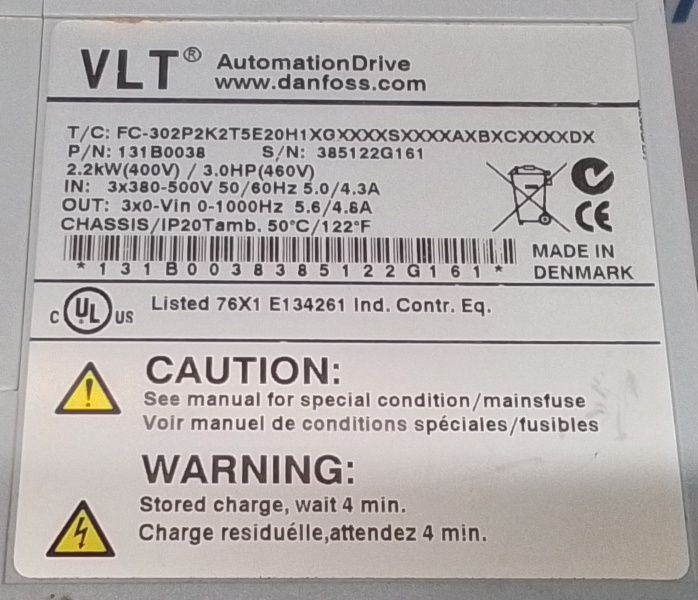 VLT® AutomationDrive
www.danfoss.com
T/C: FC-302P2K2T5E20H1XGXXXXSXXXXAXBXCXXXXDX
P/N: 131B0038 S/N: 385122G161
2.2kW(400V) / 3.0HP(460V)
IN: 3x380-500V 50/60Hz 5.0/4.3A
OUT: 3x0-Vin 0-1000Hz 5.6/4.8A
CHASSIS/IP20Tamb. 50°C/122°F
*131B0038385122G161*
MADE IN
DENMARK
CE
c UL US Listed 76X1 E134261 Ind. Contr. Eq.
CAUTION:
See manual for special condition/mainsfuse
Voir manuel de conditions spéciales/fusibles
WARNING:
Stored charge, wait 4 min.
Charge residuélle,attendez 4 min.